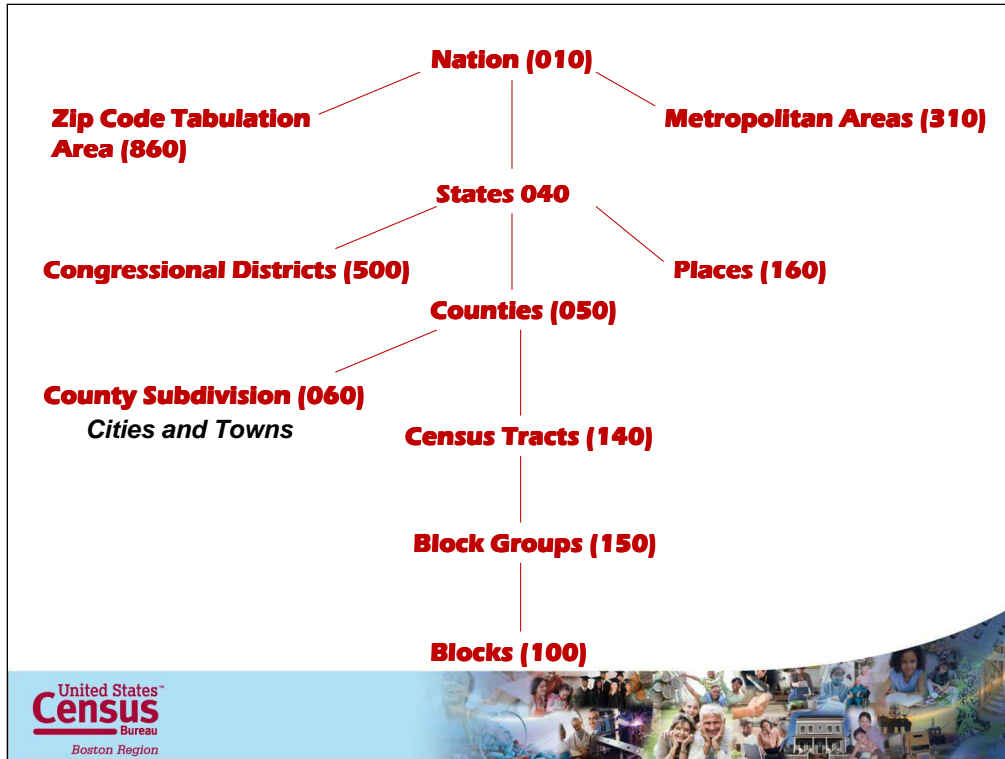 Nation (010)
Zip Code Tabulation
Area (860)
Metropolitan Areas (310)
States 040
Congressional Districts (500)
Places (160)
Counties (050)
County Subdivision (060)
Cities and Towns
Census Tracts (140)
Block Groups (150)
Blocks (100)
United States™
Census
Bureau
Boston Region